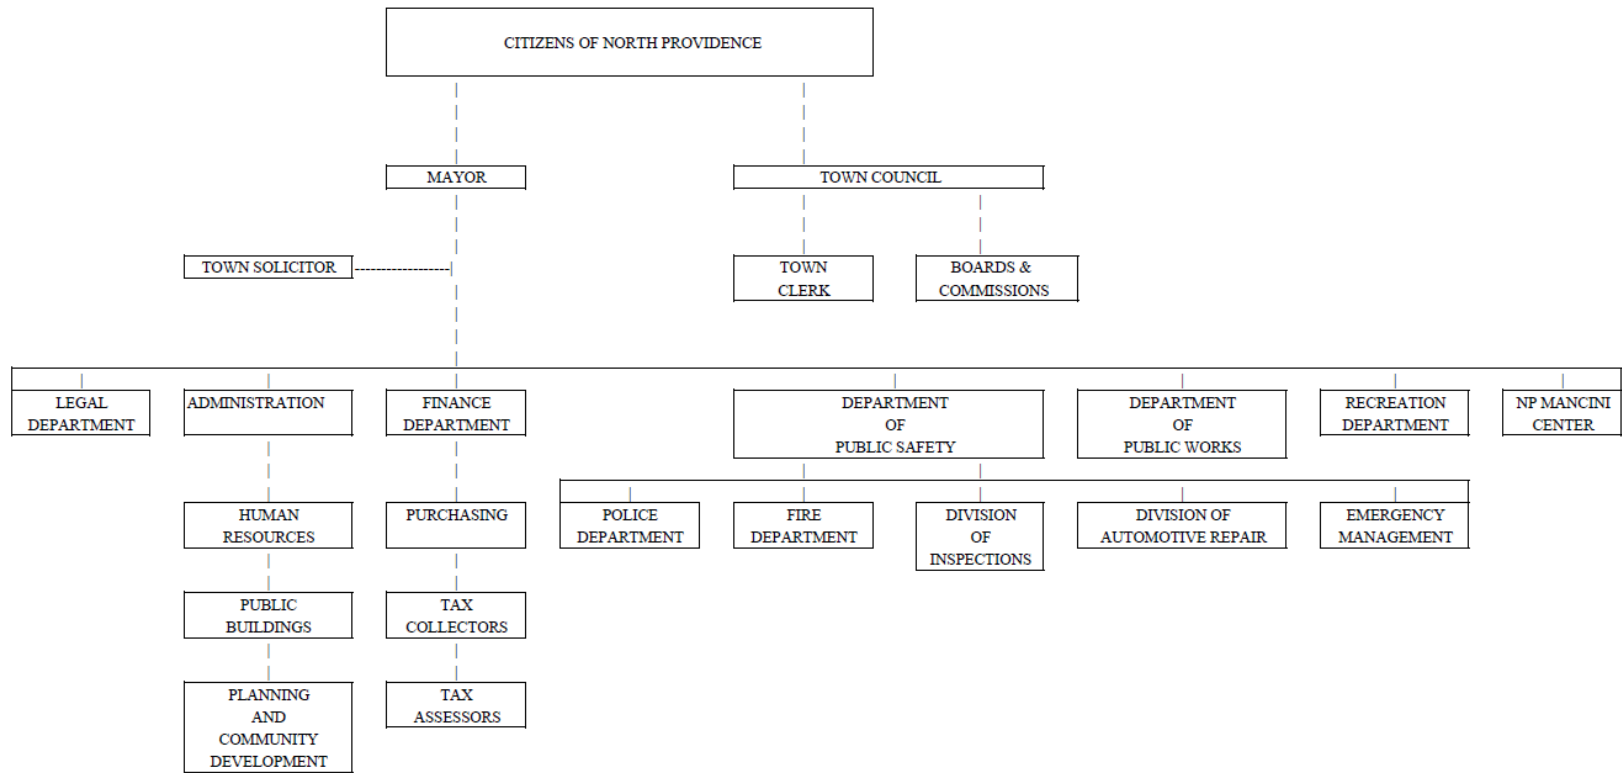 CITIZENS OF NORTH PROVIDENCE
MAYOR
TOWN COUNCIL
TOWN SOLICITOR
TOWN
CLERK
BOARDS &
COMMISSIONS
LEGAL
DEPARTMENT
ADMINISTRATION
FINANCE
DEPARTMENT
DEPARTMENT
OF
PUBLIC SAFETY
DEPARTMENT
OF
PUBLIC WORKS
RECREATION
DEPARTMENT
NP MANCINI
CENTER
HUMAN
RESOURCES
PURCHASING
POLICE
DEPARTMENT
FIRE
DEPARTMENT
DIVISION
OF
INSPECTIONS
DIVISION OF
AUTOMOTIVE REPAIR
EMERGENCY
MANAGEMENT
PUBLIC
BUILDINGS
TAX
COLLECTORS
PLANNING
AND
COMMUNITY
DEVELOPMENT
TAX
ASSESSORS